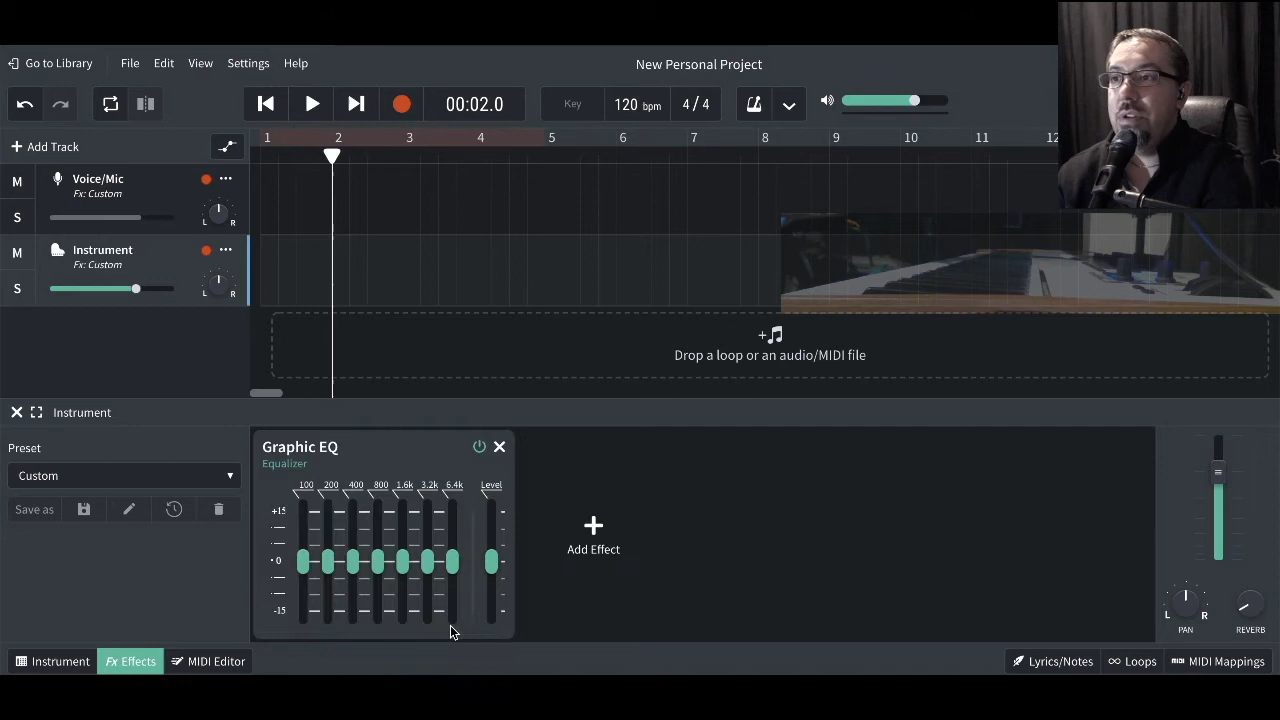 Go to Library File Edit View Settings Help New Personal Project
00:02.0 Key 120 bpm 4/4
+ Add Track 1 2 3 4 5 6 7 8 9 10 11 12
M Voice/Mic
Fx: Custom
S L R
M Instrument
Fx: Custom
S L R
Drop a loop or an audio/MIDI file
Instrument
Preset
Custom
Save as
Graphic EQ
Equalizer
100 200 400 800 1.6k 3.2k 6.4k Level
+15
0
-15
Add Effect
L R
PAN REVERB
Instrument Fx Effects MIDI Editor Lyrics/Notes Loops MIDI MIDI Mappings